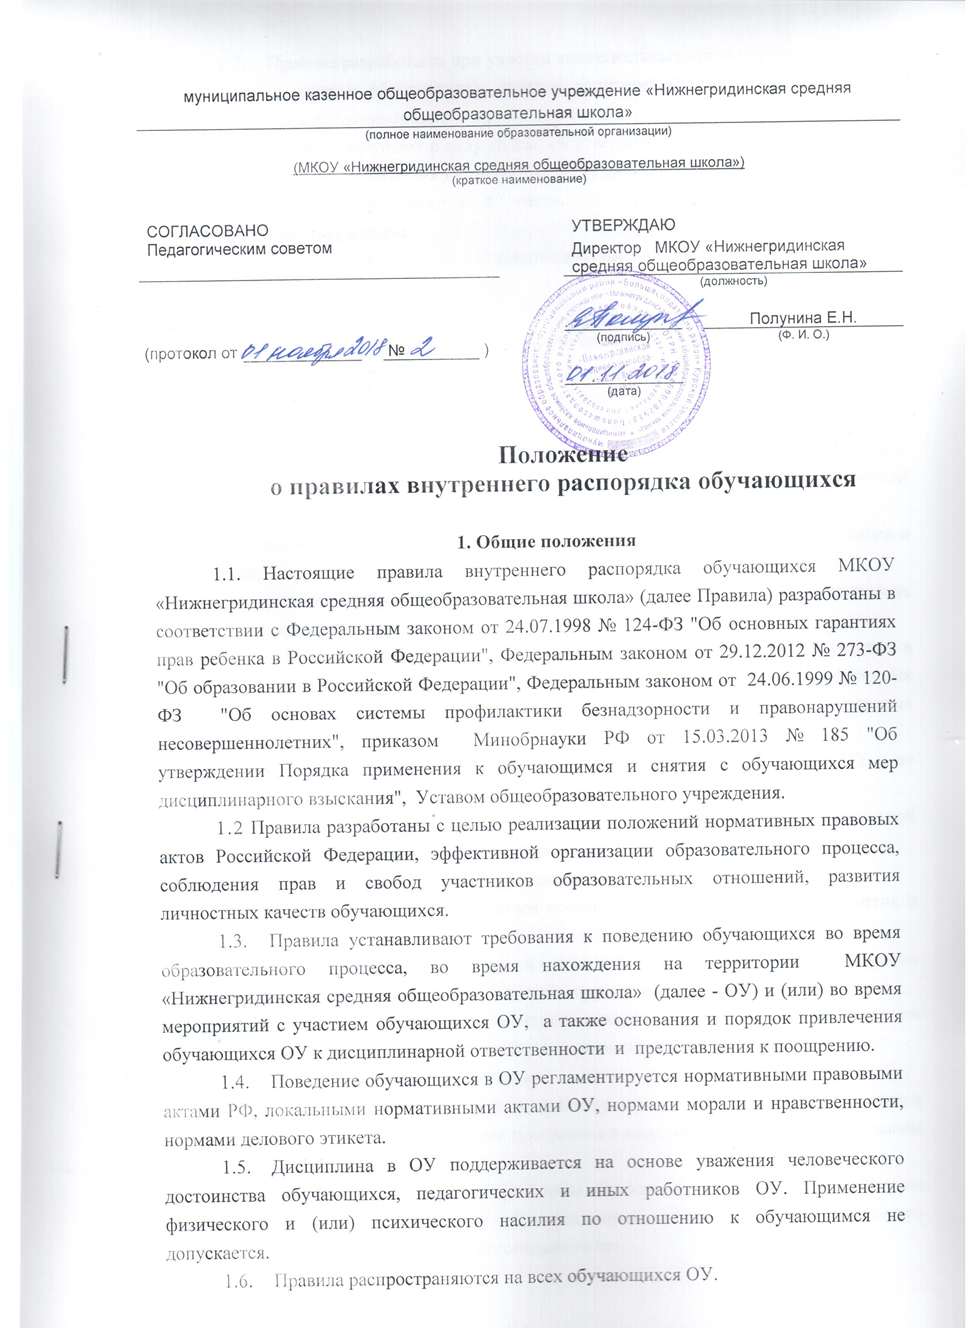 муниципальное казенное общеобразовательное учреждение «Нижнегридинская средняя
общеобразовательная школа»
(полное наименование образовательной организации)
(МКОУ «Нижнегридинская средняя общеобразовательная школа»)
(краткое наименование)
СОГЛАСОВАНО
Педагогическим советом
(протокол от 01 ноября 2018 № 2 )
УТВЕРЖДАЮ
Директор МКОУ «Нижнегридинская
средняя общеобразовательная школа»
(должность)
Полунина Е.Н.
(подпись) (Ф. И. О.)
01.11.2018
(дата)
Положение
о правилах внутреннего распорядка обучающихся
1. Общие положения
1.1. Настоящие правила внутреннего распорядка обучающихся МКОУ
«Нижнегридинская средняя общеобразовательная школа» (далее Правила) разработаны в
соответствии с Федеральным законом от 24.07.1998 № 124-ФЗ "Об основных гарантиях
прав ребенка в Российской Федерации", Федеральным законом от 29.12.2012 № 273-ФЗ
"Об образовании в Российской Федерации", Федеральным законом от 24.06.1999 № 120-
ФЗ "Об основах системы профилактики безнадзорности и правонарушений
несовершеннолетних", приказом Минобрнауки РФ от 15.03.2013 № 185 "Об
утверждении Порядка применения к обучающимся и снятия с обучающихся мер
дисциплинарного взыскания", Уставом общеобразовательного учреждения.
1.2 Правила разработаны с целью реализации положений нормативных правовых
актов Российской Федерации, эффективной организации образовательного процесса,
соблюдения прав и свобод участников образовательных отношений, развития
личностных качеств обучающихся.
1.3. Правила устанавливают требования к поведению обучающихся во время
образовательного процесса, во время нахождения на территории МКОУ
«Нижнегридинская средняя общеобразовательная школа» (далее - ОУ) и (или) во время
мероприятий с участием обучающихся ОУ, а также основания и порядок привлечения
обучающихся ОУ к дисциплинарной ответственности и представления к поощрению.
1.4. Поведение обучающихся в ОУ регламентируется нормативными правовыми
актами РФ, локальными нормативными актами ОУ, нормами морали и нравственности,
нормами делового этикета.
1.5. Дисциплина в ОУ поддерживается на основе уважения человеческого
достоинства обучающихся, педагогических и иных работников ОУ. Применение
физического и (или) психического насилия по отношению к обучающимся не
допускается.
1.6. Правила распространяются на всех обучающихся ОУ.